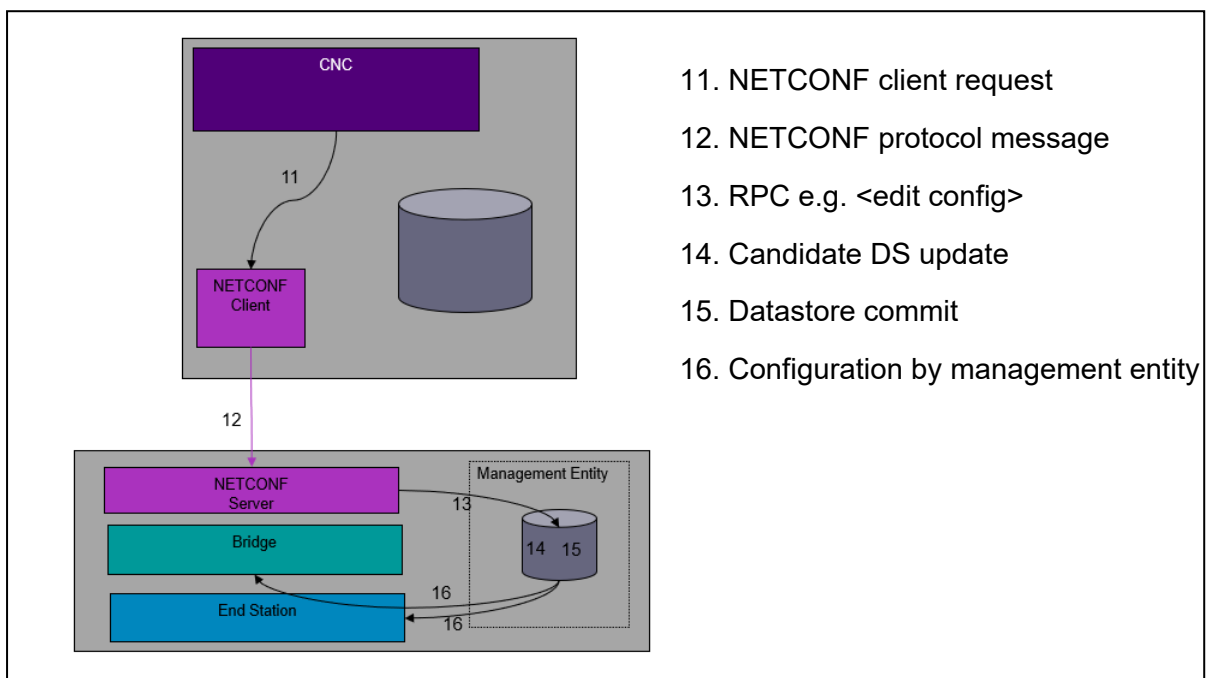 CNC
11
NETCONF
Client
12
NETCONF
Server
Management Entity
13
Bridge
14 15
16
End Station
16
11. NETCONF client request
12. NETCONF protocol message
13. RPC e.g. <edit config>
14. Candidate DS update
15. Datastore commit
16. Configuration by management entity